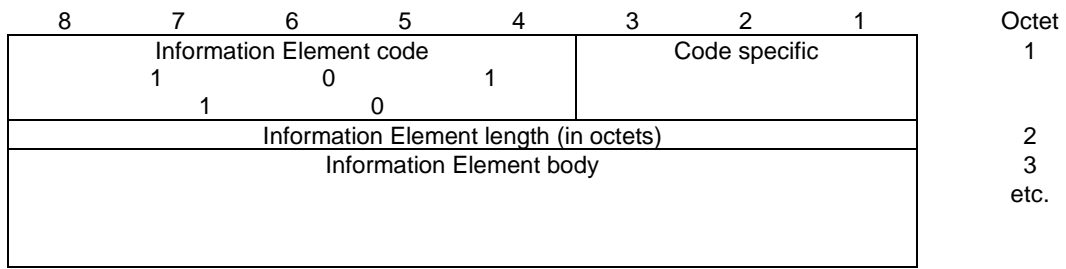 8 7 6 5 4 3 2 1 Octet
Information Element code Code specific 1
1 0 1
1 0
Information Element length (in octets) 2
Information Element body 3
etc.